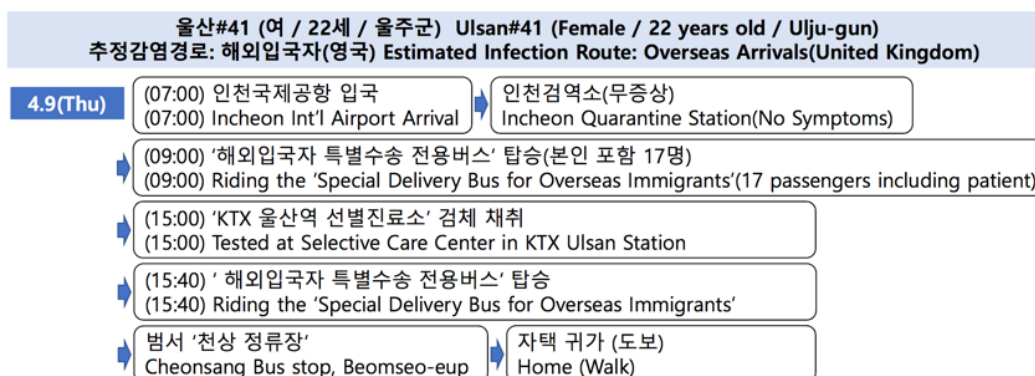 울산#41 (여 / 22세 / 울주군) Ulsan#41 (Female / 22 years old / Ulju-gun)
추정감염경로: 해외입국자(영국) Estimated Infection Route: Overseas Arrivals(United Kingdom)
4.9(Thu)
(07:00) 인천국제공항 입국
(07:00) Incheon Int'l Airport Arrival
인천검역소(무증상)
Incheon Quarantine Station(No Symptoms)
(09:00) '해외입국자 특별수송 전용버스' 탑승(본인 포함 17명)
(09:00) Riding the 'Special Delivery Bus for Overseas Immigrants'(17 passengers including patient)
(15:00) 'KTX 울산역 선별진료소' 검체 채취
(15:00) Tested at Selective Care Center in KTX Ulsan Station
(15:40) ' 해외입국자 특별수송 전용버스' 탑승
(15:40) Riding the 'Special Delivery Bus for Overseas Immigrants'
범서 '천상 정류장'
Cheonsang Bus stop, Beomseo-eup
자택 귀가 (도보)
Home (Walk)